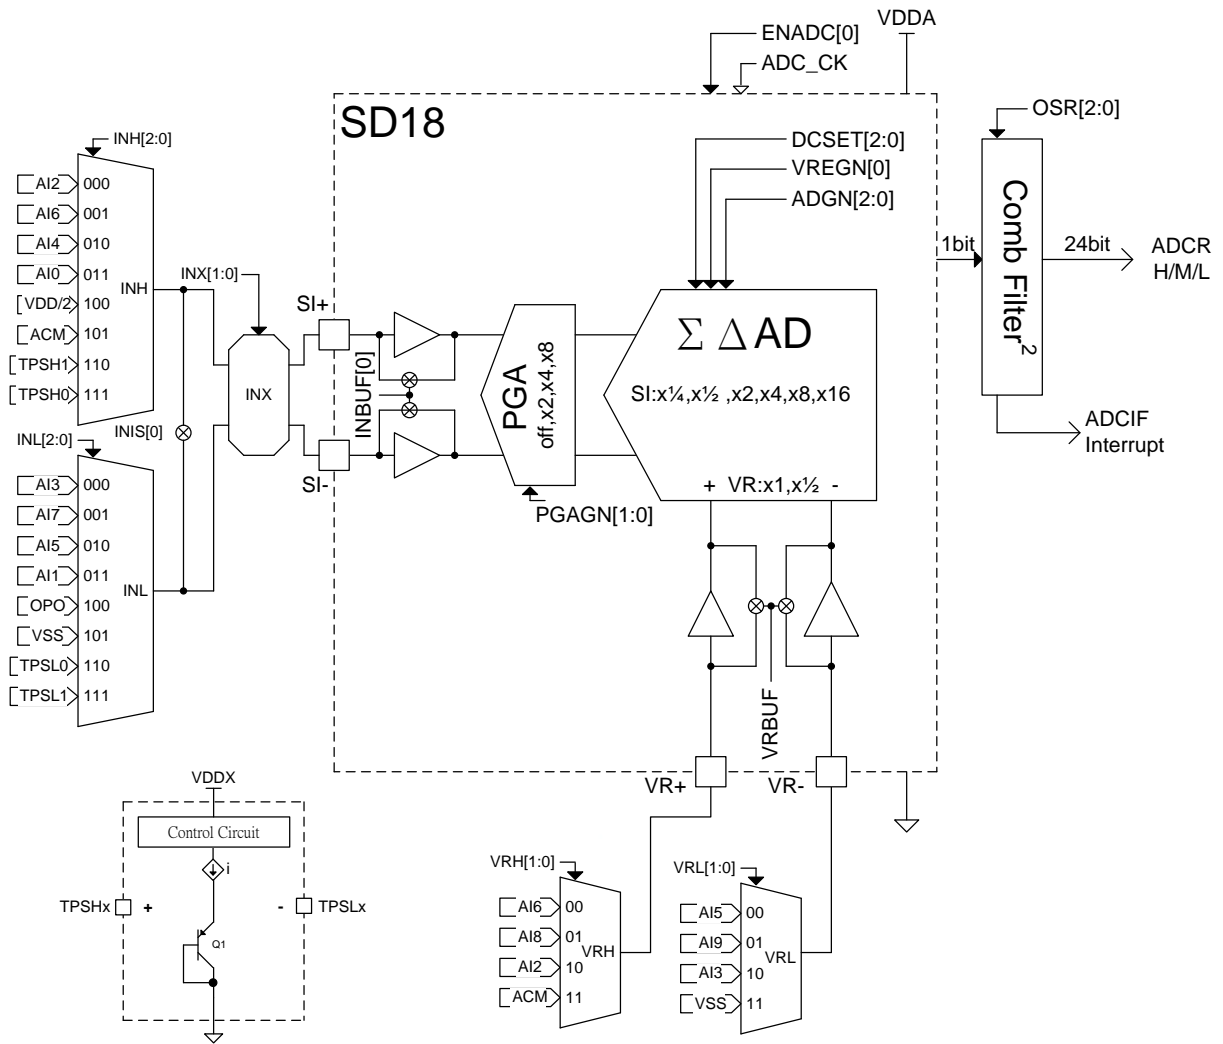 ENADC[0]
VDDA
ADC_CK
SD18
OSR[2:0]
INH[2:0]
DCSET[2:0]
VREGN[0]
ADGN[2:0]
AI2 000
AI6 001
AI4 010
AI0 011
VDD/2 100
ACM 101
TPSH1 110
TPSH0 111
INH
INX[1:0]
INX
INIS[0]
SI+
SI-
INBUF[0]
PGA
off,x2,x4,x8
PGAGN[1:0]
Σ Δ AD
SI:x¼,x½ ,x2,x4,x8,x16
+ VR:x1,x½ -
1bit
Comb Filter²
24bit
ADCR
H/M/L
ADCIF
Interrupt
INL[2:0]
AI3 000
AI7 001
AI5 010
AI1 011
OPO 100
VSS 101
TPSL0 110
TPSL1 111
INL
VRBUF
VR+
VR-
VDDX
Control Circuit
i
TPSHx
+
-
TPSLx
Q1
VRH[1:0]
AI6 00
AI8 01
AI2 10
ACM 11
VRH
VRL[1:0]
AI5 00
AI9 01
AI3 10
VSS 11
VRL